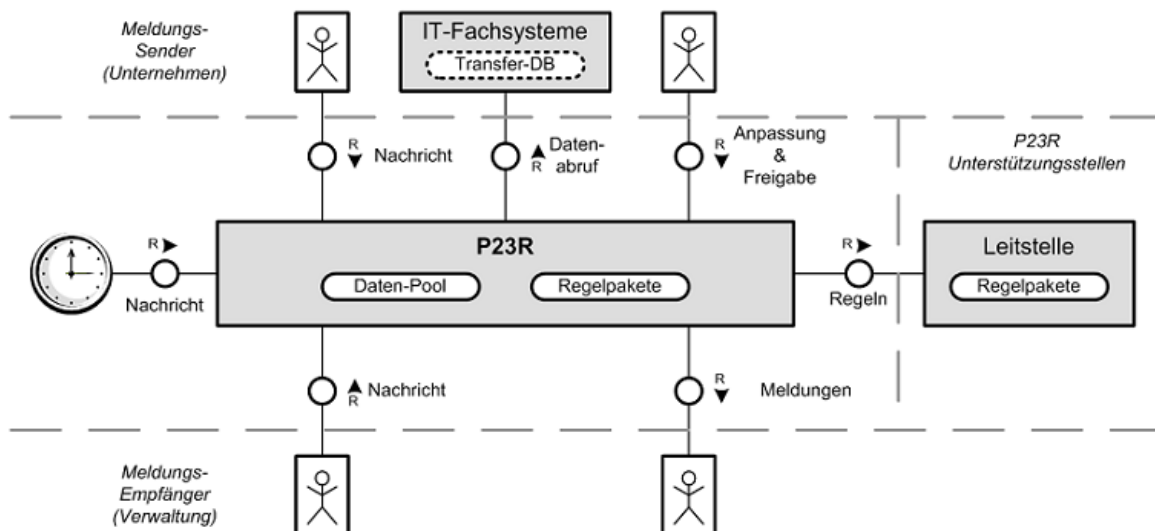 Meldungs-
Sender
(Unternehmen)
IT-Fachsysteme
Transfer-DB
R
Nachricht
R
Daten-
abruf
R
Anpassung
&
Freigabe
P23R
Unterstützungsstellen
R
Nachricht
P23R
Daten-Pool
Regelpakete
R
Regeln
Leitstelle
Regelpakete
R
Nachricht
R
Meldungen
Meldungs-
Empfänger
(Verwaltung)